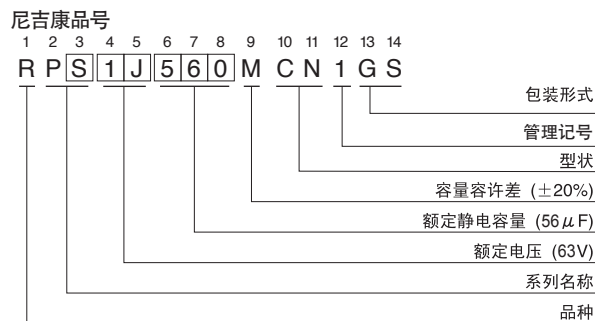 尼吉康品号
1 2 3 4 5 6 7 8 9 10 11 12 13 14
R P S 1 J 5 6 0 M C N 1 G S
包装形式
管理记号
型状
容量容许差 (±20%)
额定静电容量 (56μF)
额定电压 (63V)
系列名称
品种